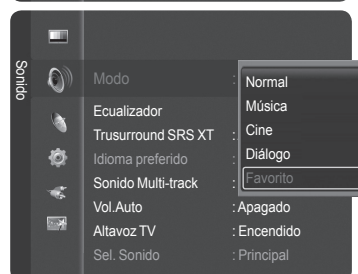 Sonido
Modo :
Normal
Música
Cine
Diálogo
Favorito
Ecualizador
Trusurround SRS XT :
Idioma preferido :
Sonido Multi-track :
Vol.Auto : Apagado
Altavoz TV : Encendido
Sel. Sonido : Principal